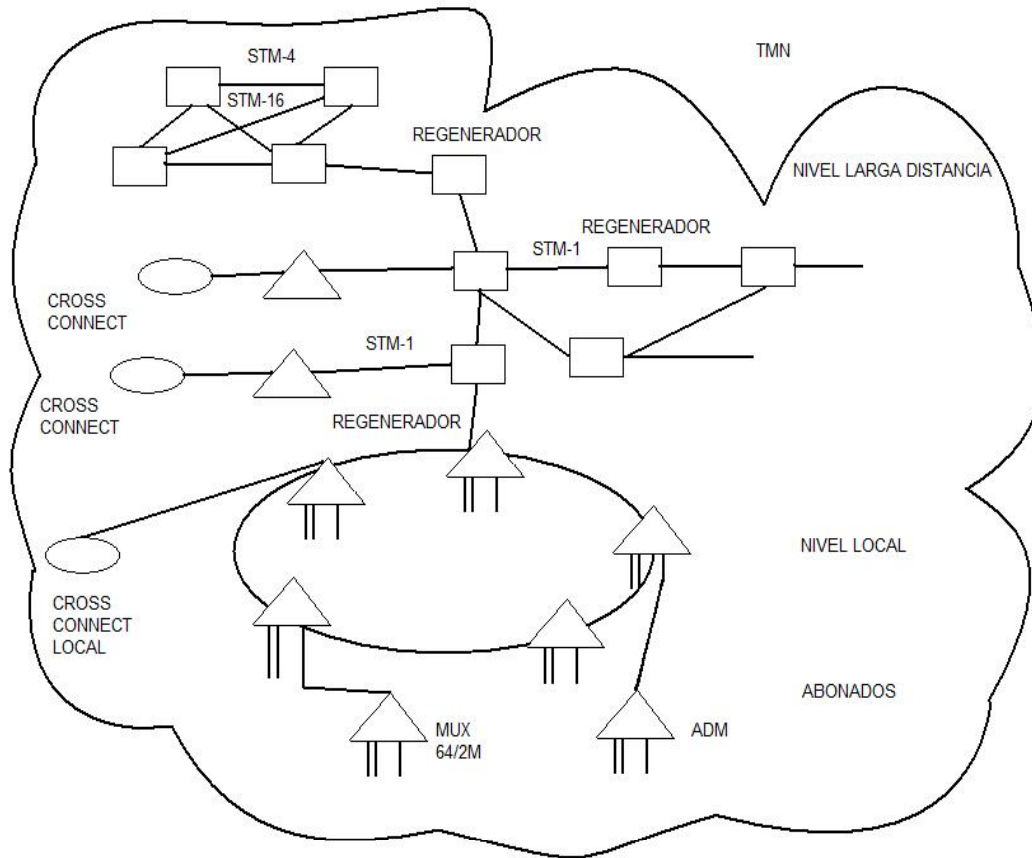 STM-4
TMN
STM-16
REGENERADOR
NIVEL LARGA DISTANCIA
REGENERADOR
STM-1
CROSS
CONNECT
STM-1
CROSS
CONNECT
REGENERADOR
NIVEL LOCAL
CROSS
CONNECT
LOCAL
ABONADOS
MUX
64/2M
ADM